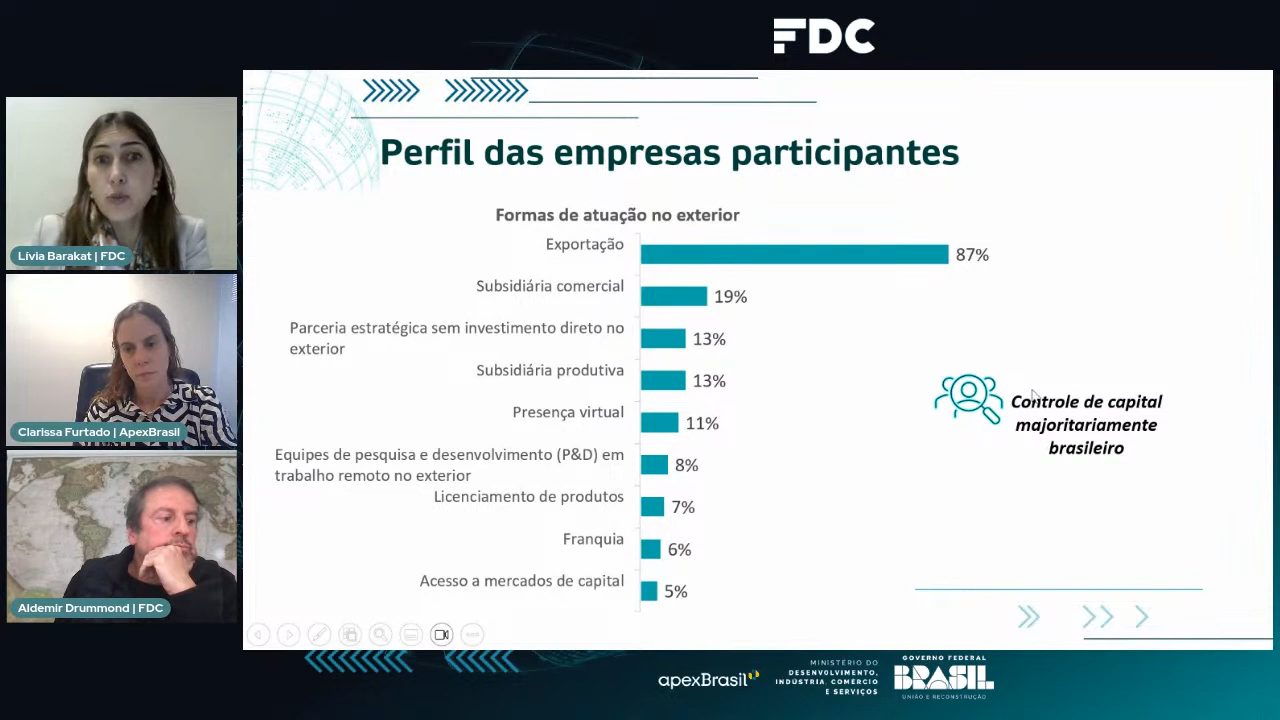 FDC
Perfil das empresas participantes
Formas de atuação no exterior
Exportação
87%
Subsidiária comercial
19%
Parceria estratégica sem investimento direto no
exterior
13%
Subsidiária produtiva
13%
Presença virtual
11%
Equipes de pesquisa e desenvolvimento (P&D) em
trabalho remoto no exterior
8%
Licenciamento de produtos
7%
Franquia
6%
Acesso a mercados de capital
5%
Controle de capital
majoritariamente
brasileiro
Lívia Barakat | FDC
Clarissa Furtado | ApexBrasil
Aldemir Drummond | FDC
apexBrasil
MINISTÉRIO DO
DESENVOLVIMENTO,
INDÚSTRIA, COMÉRCIO
E SERVIÇOS
GOVERNO FEDERAL
BRASIL
UNIÃO E RECONSTRUÇÃO